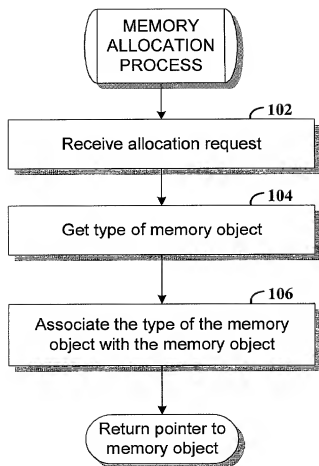 MEMORY
ALLOCATION
PROCESS
102
Receive allocation request
104
Get type of memory object
106
Associate the type of the memory
object with the memory object
Return pointer to
memory object